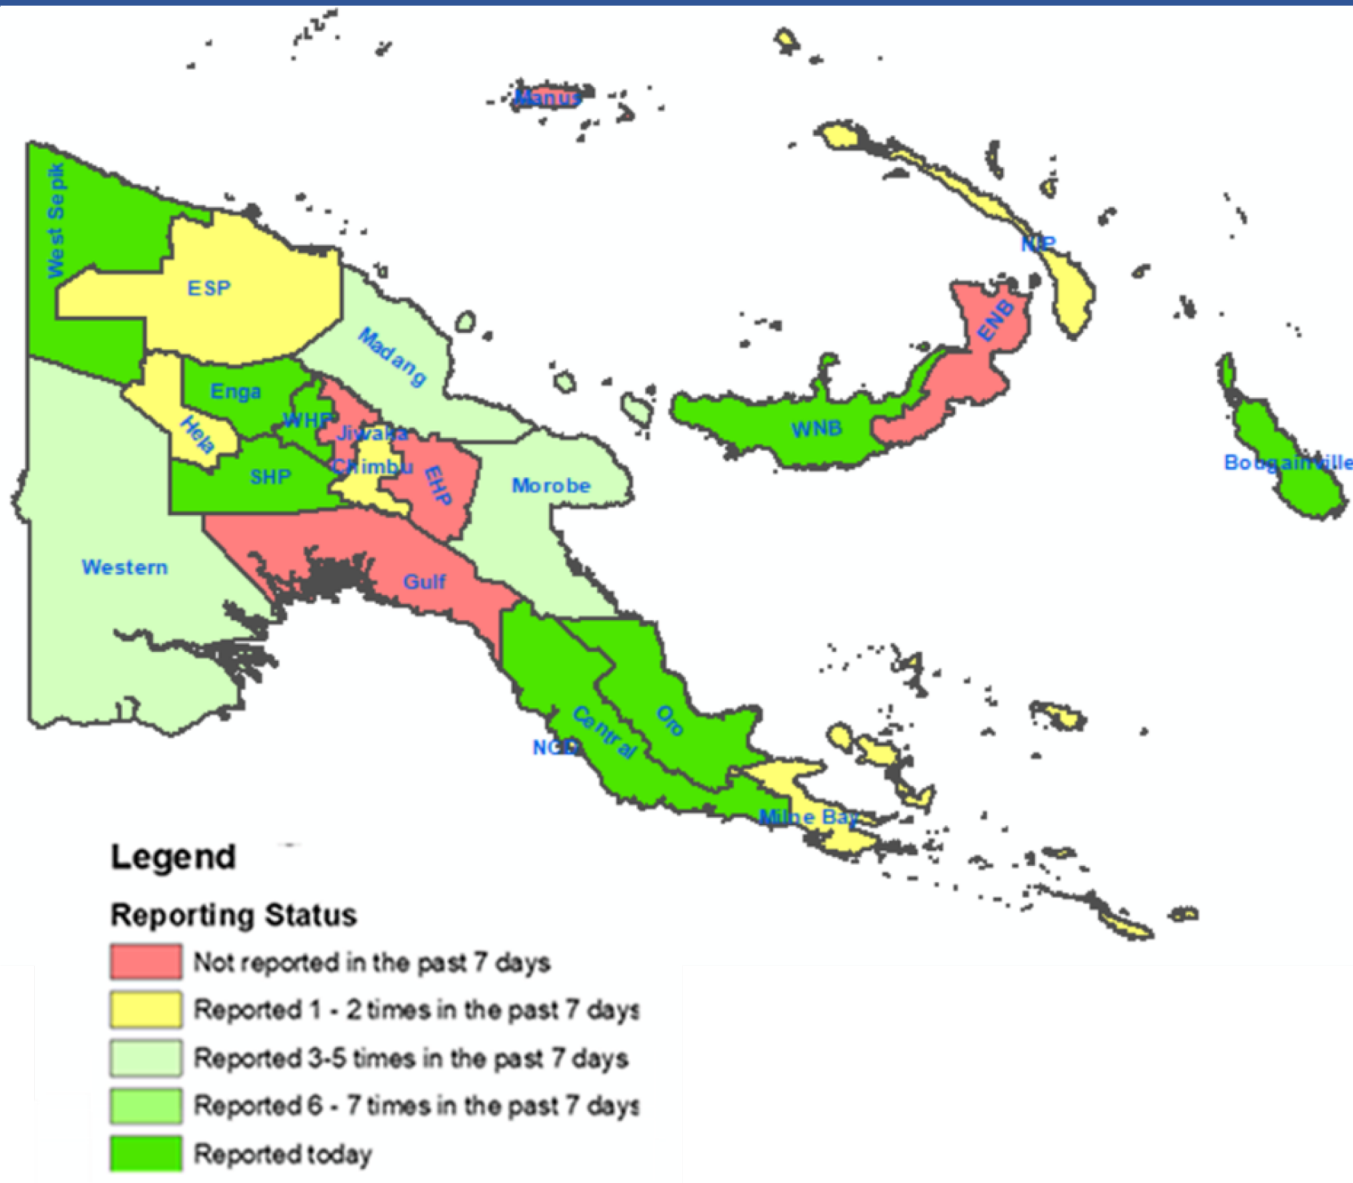 Manus
West Sepik
NIP
ESP
ENB
Madang
Enga
WHP
WNB
Hela
Jiwaka
Chimbu
Bougainville
SHP
EHP
Morobe
Western
Gulf
Oro
Central
NCD
Milne Bay
Legend
Reporting Status
Not reported in the past 7 days
Reported 1 - 2 times in the past 7 days
Reported 3-5 times in the past 7 days
Reported 6 - 7 times in the past 7 days
Reported today